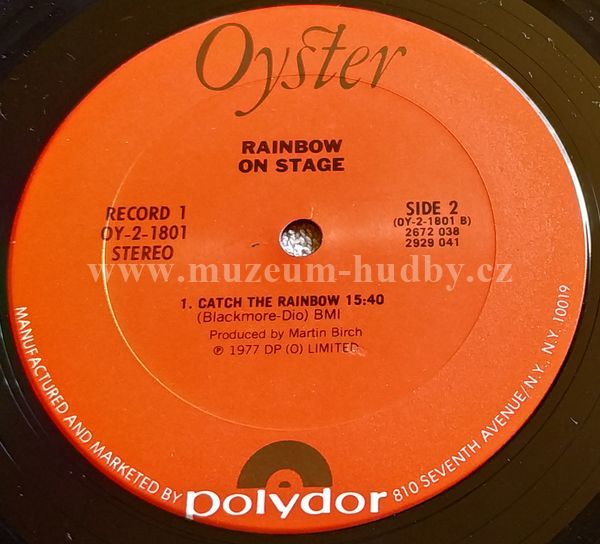 Oyster
RAINBOW
ON STAGE
RECORD 1
OY-2-1801
STEREO
SIDE 2
(OY-2-1801 B)
2672 038
2929 041
www.muzeum-hudby.cz
1. CATCH THE RAINBOW 15:40
(Blackmore-Dio) BMI
Produced by Martin Birch
℗ 1977 DP (O) LIMITED
MANUFACTURED AND MARKETED BY polydor 810 SEVENTH AVENUE/N.Y., N.Y. 10019